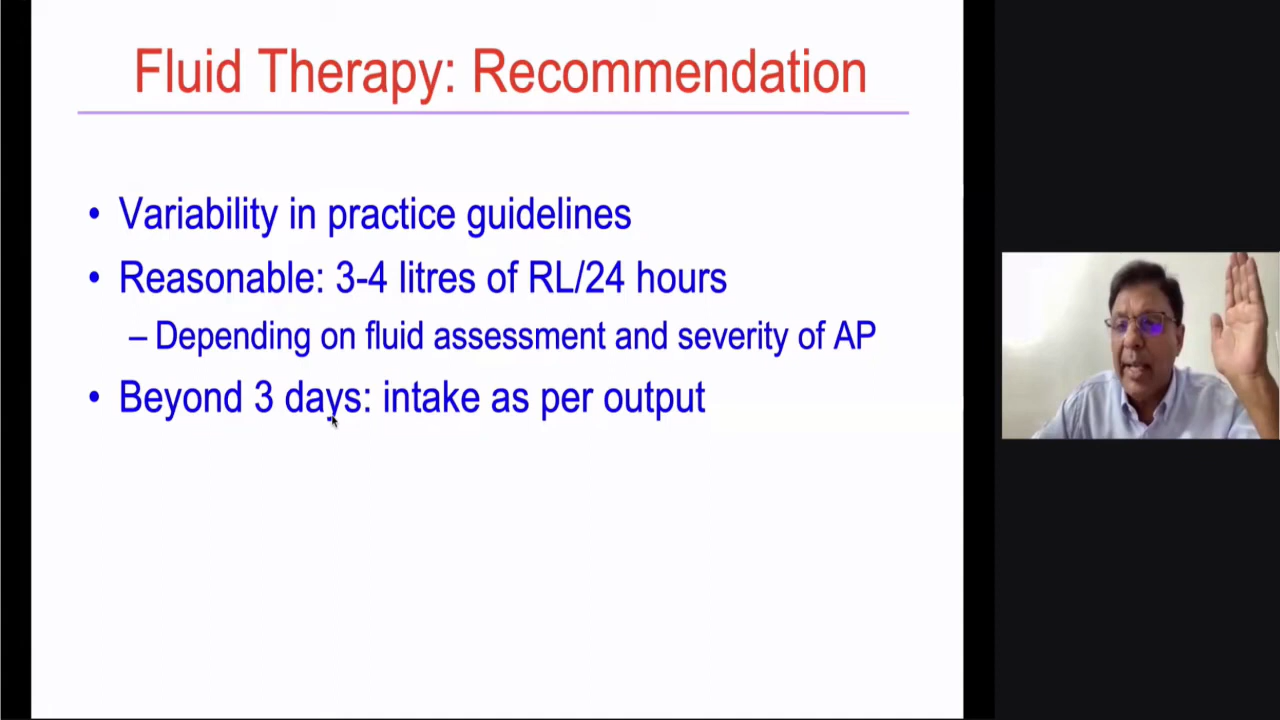 Fluid Therapy: Recommendation
• Variability in practice guidelines
• Reasonable: 3-4 litres of RL/24 hours
– Depending on fluid assessment and severity of AP
• Beyond 3 days: intake as per output